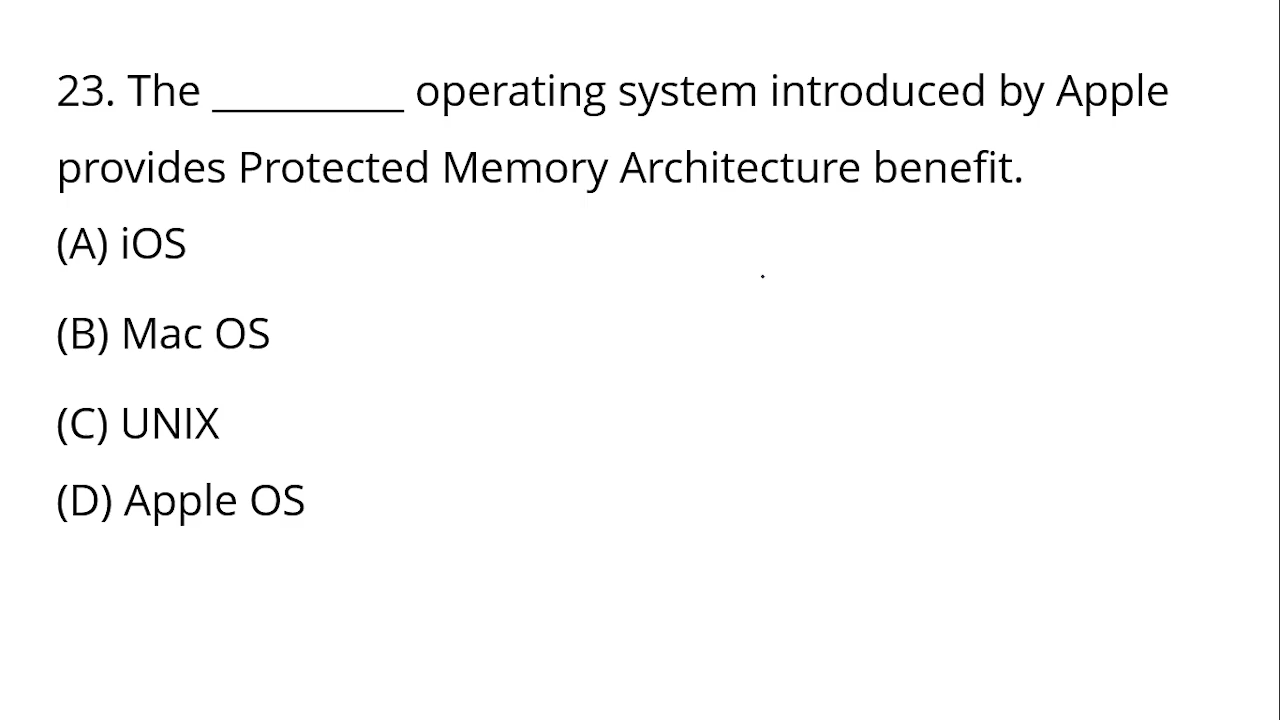 23. The __________ operating system introduced by Apple
provides Protected Memory Architecture benefit.
(A) iOS
(B) Mac OS
(C) UNIX
(D) Apple OS